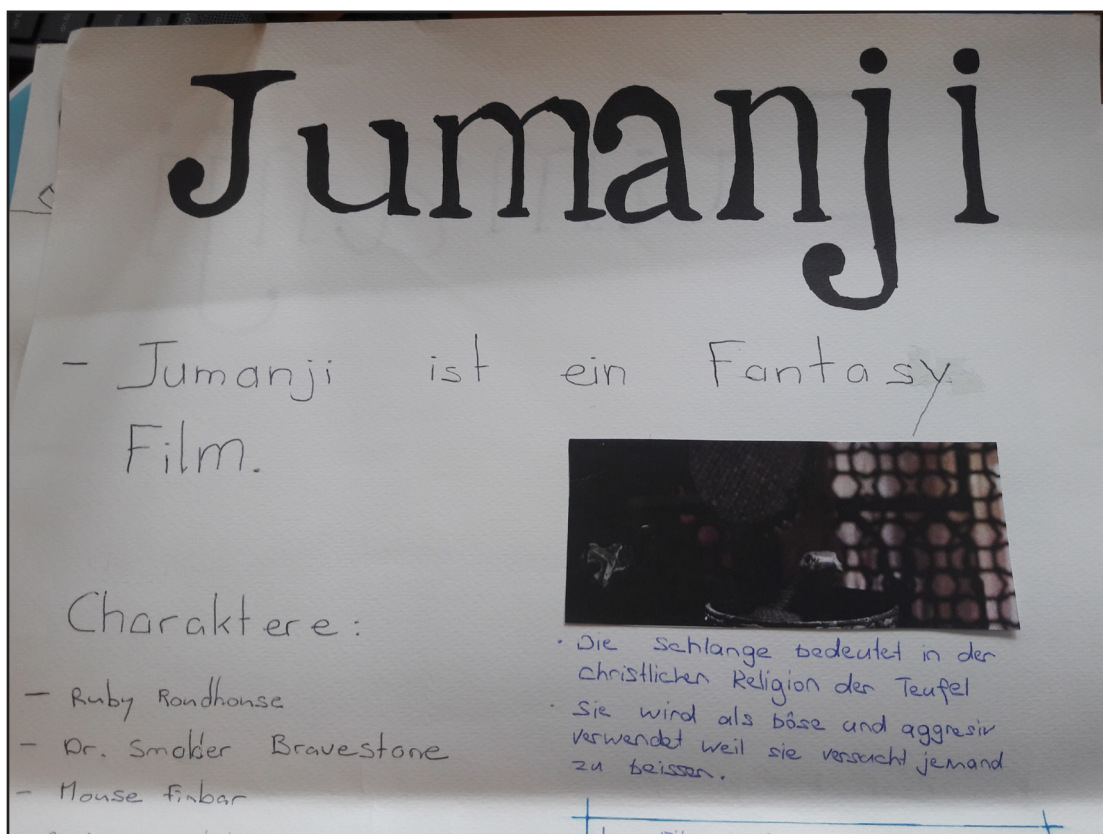 Jumanji
- Jumanji ist ein Fantasy
Film.
Charaktere:
- Ruby Roundhouse
- Dr. Smolder Bravestone
- Mouse Finbar
· Die Schlange bedeutet in der
christlichen Religion der Teufel
· Sie wird als böse und aggresiv
verwendet weil sie versucht jemand
zu beissen.